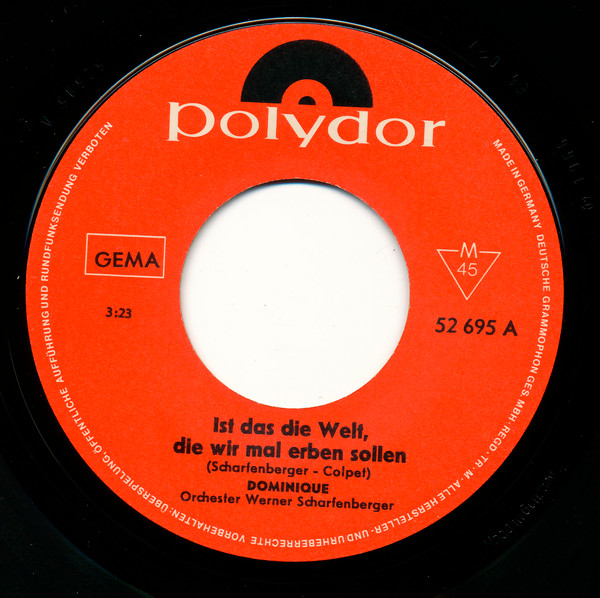 polydor
GEMA
3:23
M
45
52 695 A
Ist das die Welt,
die wir mal erben sollen
(Scharfenberger - Colpet)
DOMINIQUE
Orchester Werner Scharfenberger
MADE IN GERMANY DEUTSCHE GRAMMOPHON GES. MBH · REGD · TR · M · ALLE HERSTELLER- UND URHEBERRECHTE VORBEHALTEN: ÜBERSPIELUNG, ÖFFENTLICHE AUFFÜHRUNG UND RUNDFUNKSENDUNG VERBOTEN